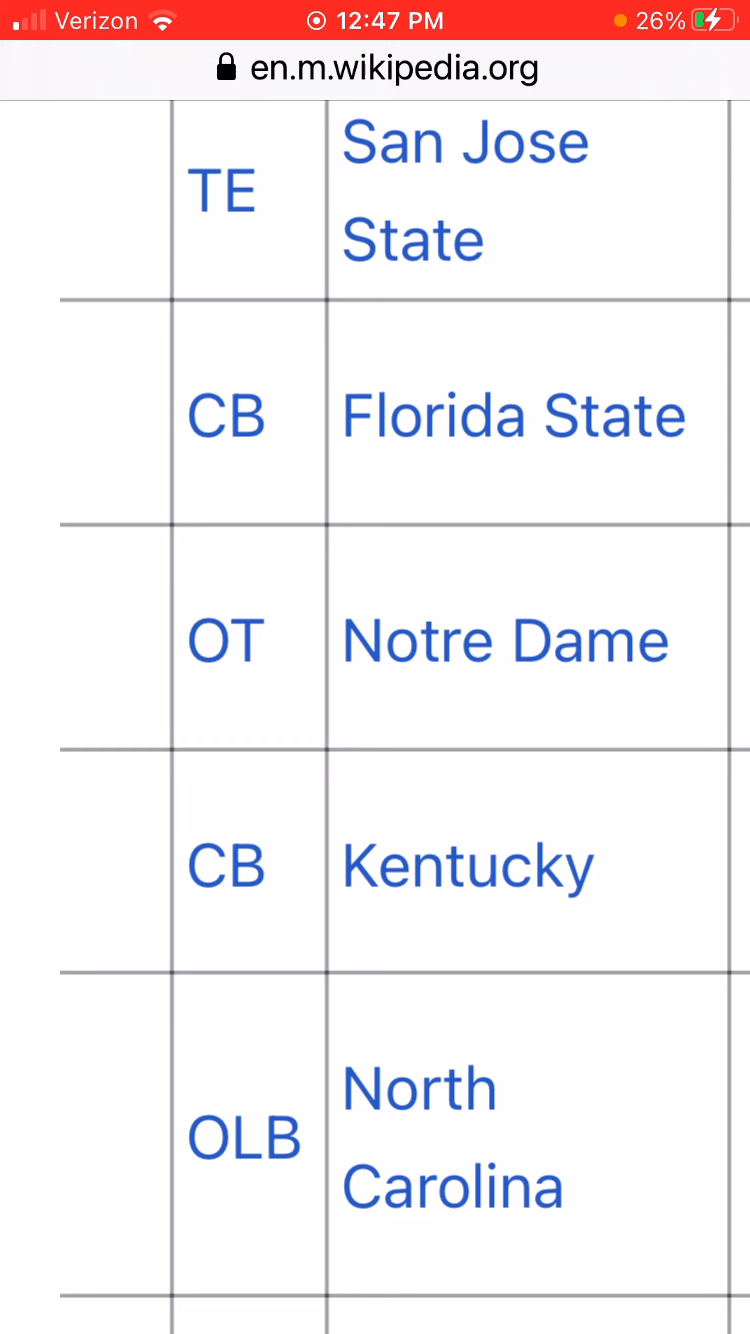 Verizon 12:47 PM 26%
en.m.wikipedia.org
San Jose
TE
State
CB Florida State
OT Notre Dame
CB Kentucky
North
OLB
Carolina